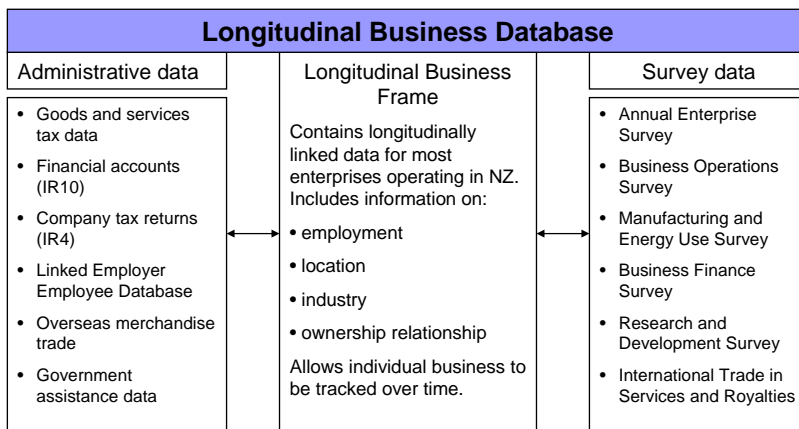 Longitudinal Business Database
Administrative data
• Goods and services
tax data
• Financial accounts
(IR10)
• Company tax returns
(IR4)
• Linked Employer
Employee Database
• Overseas merchandise
trade
• Government
assistance data
Longitudinal Business
Frame
Contains longitudinally
linked data for most
enterprises operating in NZ.
Includes information on:
• employment
• location
• industry
• ownership relationship
Allows individual business to
be tracked over time.
Survey data
• Annual Enterprise
Survey
• Business Operations
Survey
• Manufacturing and
Energy Use Survey
• Business Finance
Survey
• Research and
Development Survey
• International Trade in
Services and Royalties